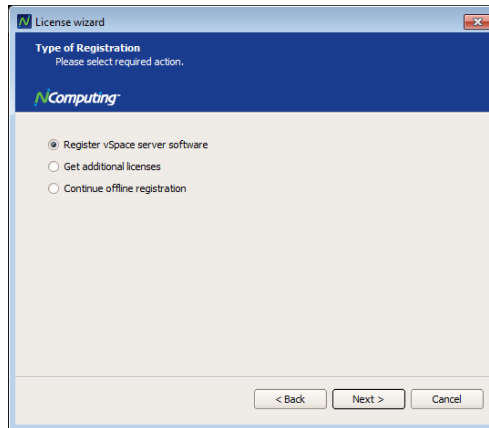 License wizard
Type of Registration
Please select required action.
NComputing
Register vSpace server software
Get additional licenses
Continue offline registration
< Back Next > Cancel